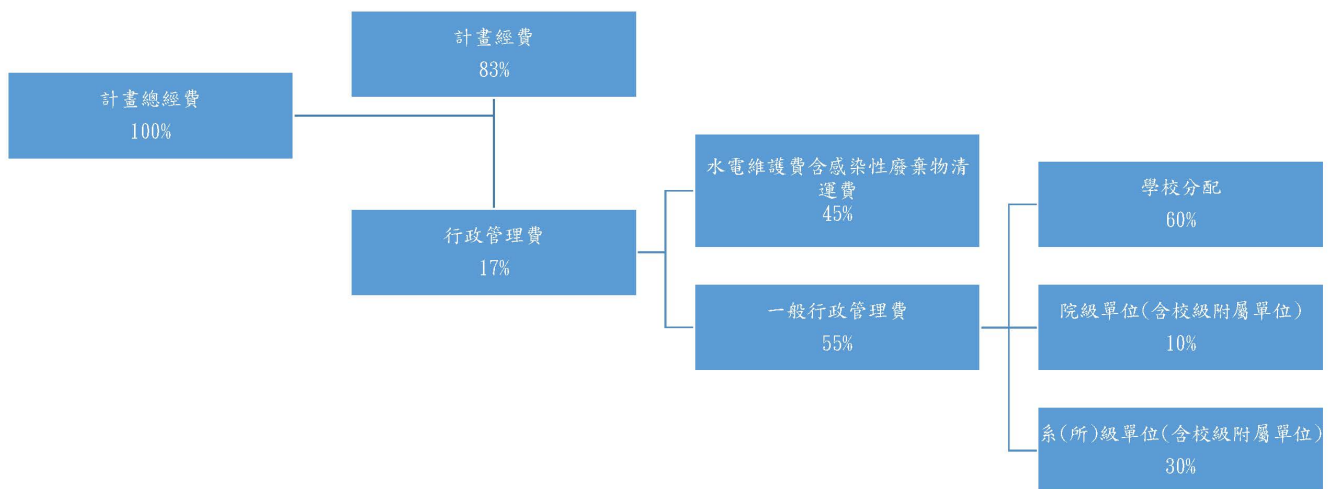 計畫總經費
100%
計畫經費
83%
行政管理費
17%
水電維護費含感染性廢棄物清
運費
45%
一般行政管理費
55%
學校分配
60%
院級單位(含校級附屬單位)
10%
系(所)級單位(含校級附屬單位)
30%